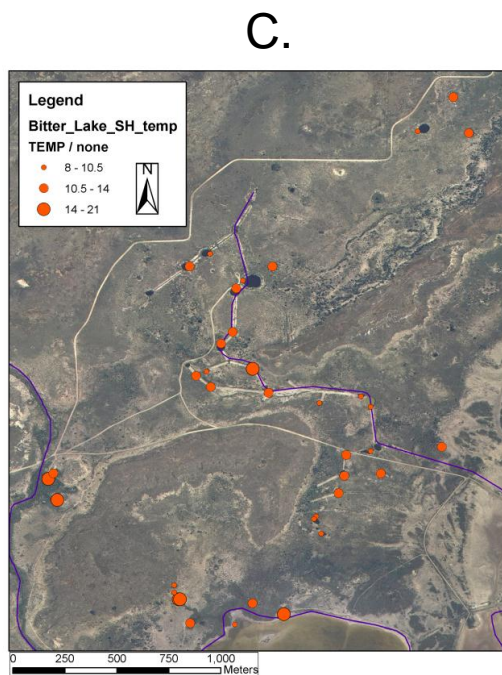 C.
Legend
Bitter_Lake_SH_temp
TEMP / none
8 - 10.5
10.5 - 14
14 - 21
N
0 250 500 750 1,000
Meters